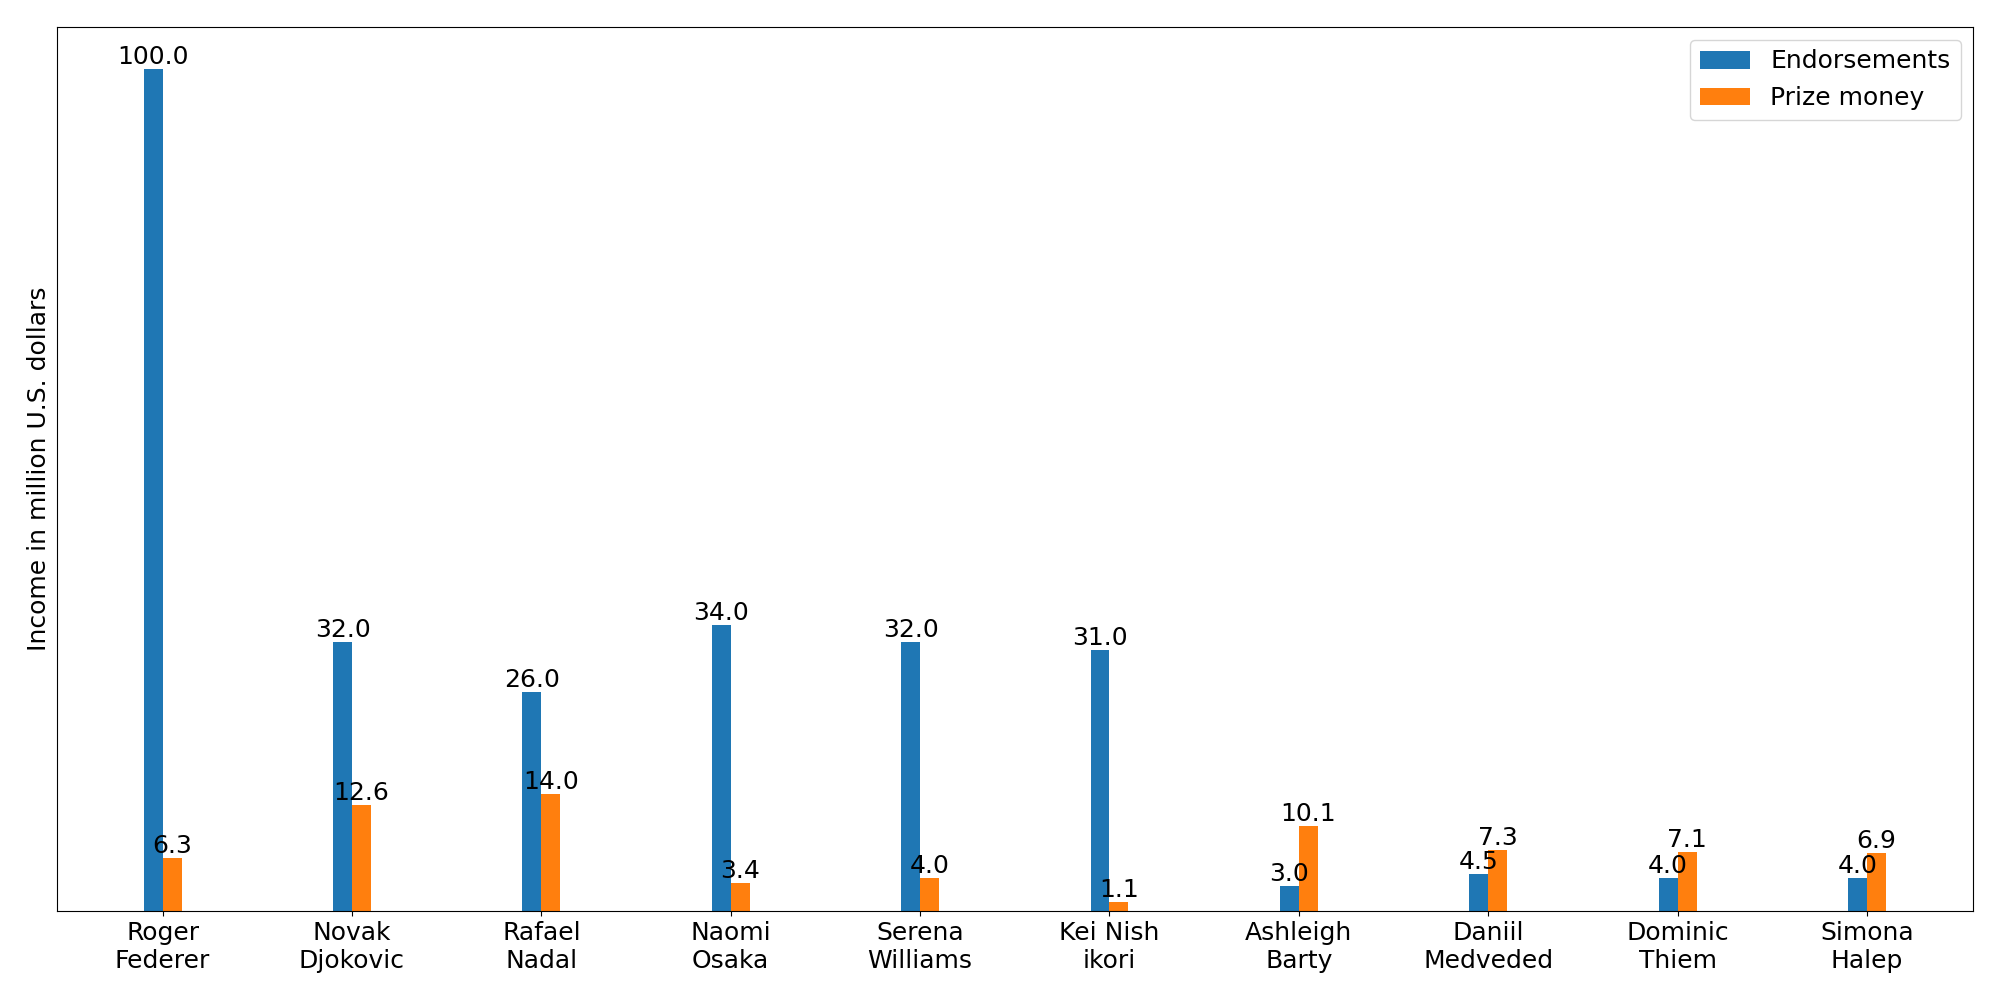 Endorsements
Prize money
Income in million U.S. dollars
100.0
6.3
32.0
12.6
26.0
14.0
34.0
3.4
32.0
4.0
31.0
1.1
3.0
10.1
4.5
7.3
4.0
7.1
4.0
6.9
Roger
Federer
Novak
Djokovic
Rafael
Nadal
Naomi
Osaka
Serena
Williams
Kei Nish
ikori
Ashleigh
Barty
Daniil
Medveded
Dominic
Thiem
Simona
Halep